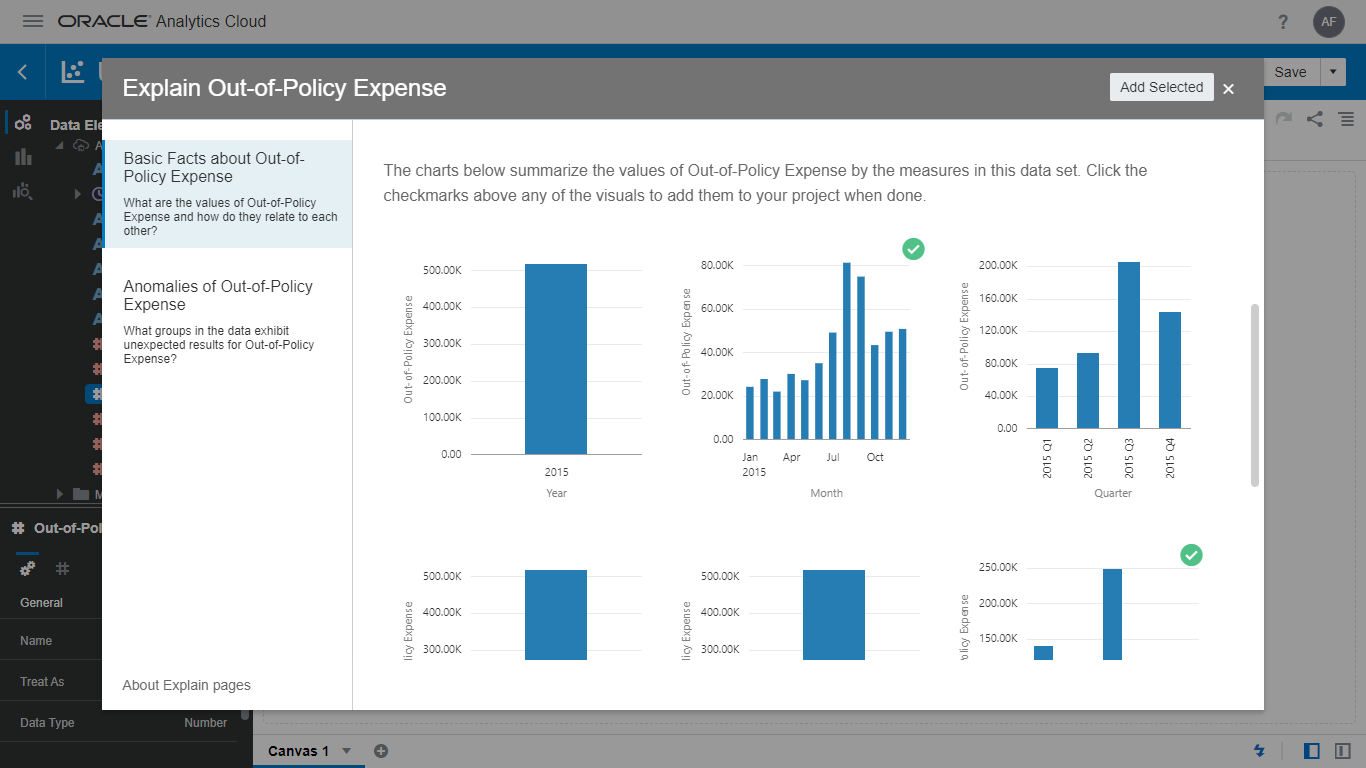 ORACLE Analytics Cloud
?
AF
Save
Explain Out-of-Policy Expense
Add Selected
Data
Basic Facts about Out-of-
Policy Expense
What are the values of Out-of-Policy
Expense and how do they relate to each
other?
Anomalies of Out-of-Policy
Expense
What groups in the data exhibit
unexpected results for Out-of-Policy
Expense?
About Explain pages
The charts below summarize the values of Out-of-Policy Expense by the measures in this data set. Click the
checkmarks above any of the visuals to add them to your project when done.
Out-of-Policy Expense
500.00K
400.00K
300.00K
200.00K
100.00K
0.00
2015
Year
Out-of-Policy Expense
80.00K
60.00K
40.00K
20.00K
0.00
Jan Apr Jul Oct
2015
Month
Out-of-Policy Expense
200.00K
160.00K
120.00K
80.00K
40.00K
0.00
2015 Q1
2015 Q2
2015 Q3
2015 Q4
Quarter
licy Expense
500.00K
400.00K
300.00K
licy Expense
500.00K
400.00K
300.00K
olicy Expense
250.00K
200.00K
150.00K
# Out-of-Pol
General
Name
Treat As
Data Type Number
Canvas 1